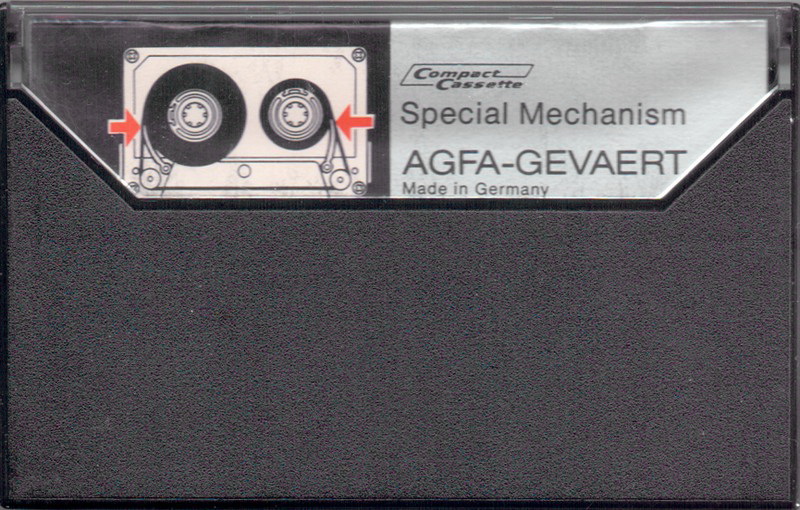 Compact
Cassette
Special Mechanism
AGFA-GEVAERT
Made in Germany